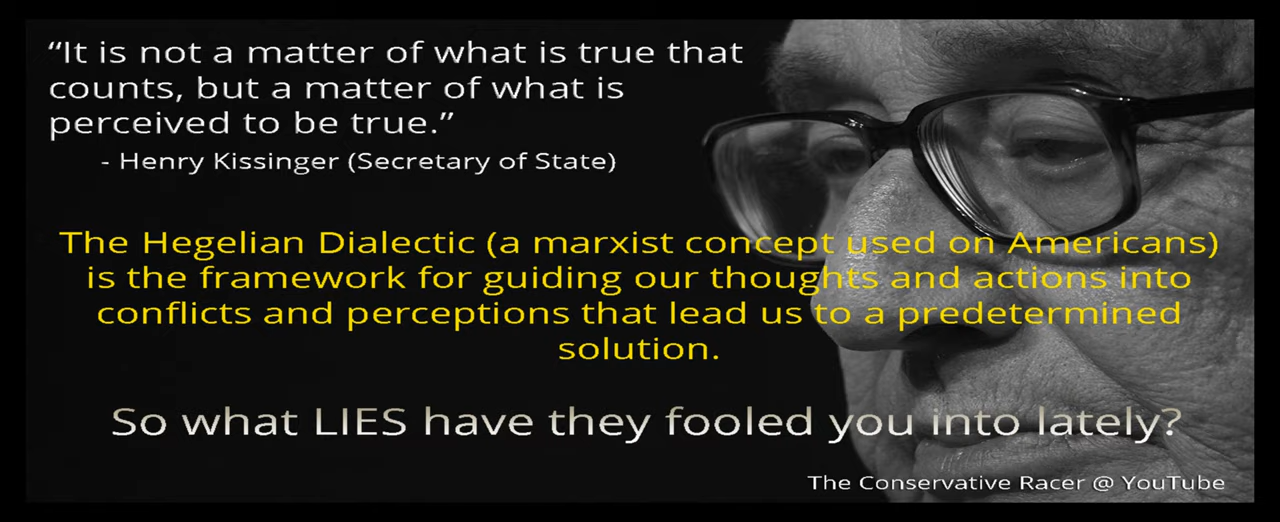 “It is not a matter of what is true that
counts, but a matter of what is
perceived to be true.”
- Henry Kissinger (Secretary of State)
The Hegelian Dialectic (a marxist concept used on Americans)
is the framework for guiding our thoughts and actions into
conflicts and perceptions that lead us to a predetermined
solution.
So what LIES have they fooled you into lately?
The Conservative Racer @ YouTube